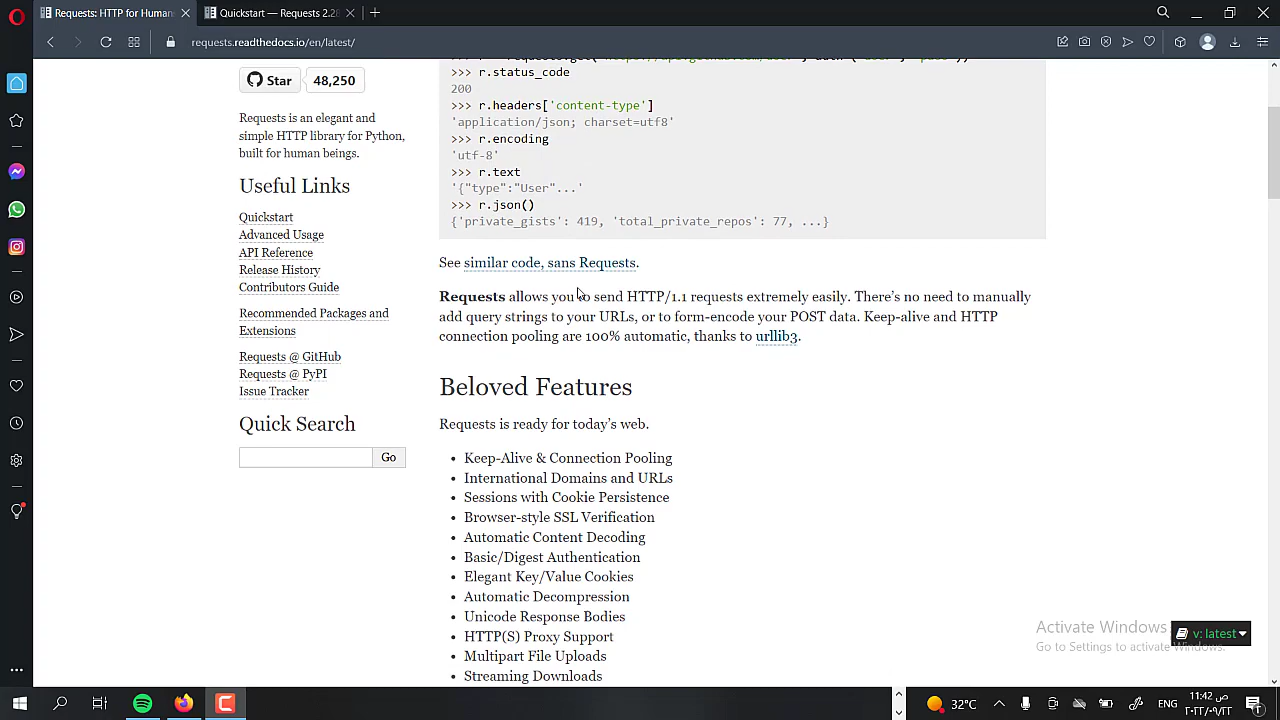 Requests: HTTP for Human
Quickstart — Requests 2.28
requests.readthedocs.io/en/latest/
Star 48,250
Requests is an elegant and
simple HTTP library for Python,
built for human beings.
Useful Links
Quickstart
Advanced Usage
API Reference
Release History
Contributors Guide
Recommended Packages and
Extensions
Requests @ GitHub
Requests @ PyPI
Issue Tracker
Quick Search
Go
>>> r.status_code
200
>>> r.headers['content-type']
'application/json; charset=utf8'
>>> r.encoding
'utf-8'
>>> r.text
'{"type":"User"...'
>>> r.json()
{'private_gists': 419, 'total_private_repos': 77, ...}
See similar code, sans Requests.
Requests allows you to send HTTP/1.1 requests extremely easily. There's no need to manually
add query strings to your URLs, or to form-encode your POST data. Keep-alive and HTTP
connection pooling are 100% automatic, thanks to urllib3.
Beloved Features
Requests is ready for today's web.
• Keep-Alive & Connection Pooling
• International Domains and URLs
• Sessions with Cookie Persistence
• Browser-style SSL Verification
• Automatic Content Decoding
• Basic/Digest Authentication
• Elegant Key/Value Cookies
• Automatic Decompression
• Unicode Response Bodies
• HTTP(S) Proxy Support
• Multipart File Uploads
• Streaming Downloads
Activate Windows
Go to Settings to activate Windows.
v: latest
32°C
ENG
11:42 ص